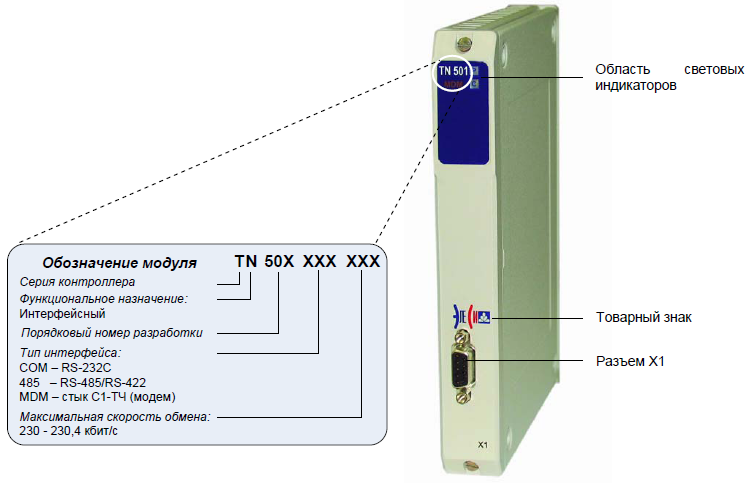 TN 501
Область световых
индикаторов
Обозначение модуля TN 50X XXX XXX
Серия контроллера
Функциональное назначение:
Интерфейсный
Порядковый номер разработки
Тип интерфейса:
COM – RS-232C
485 – RS-485/RS-422
MDM – стык С1-ТЧ (модем)
Максимальная скорость обмена:
230 - 230,4 кбит/с
Товарный знак
Разъем X1
X1